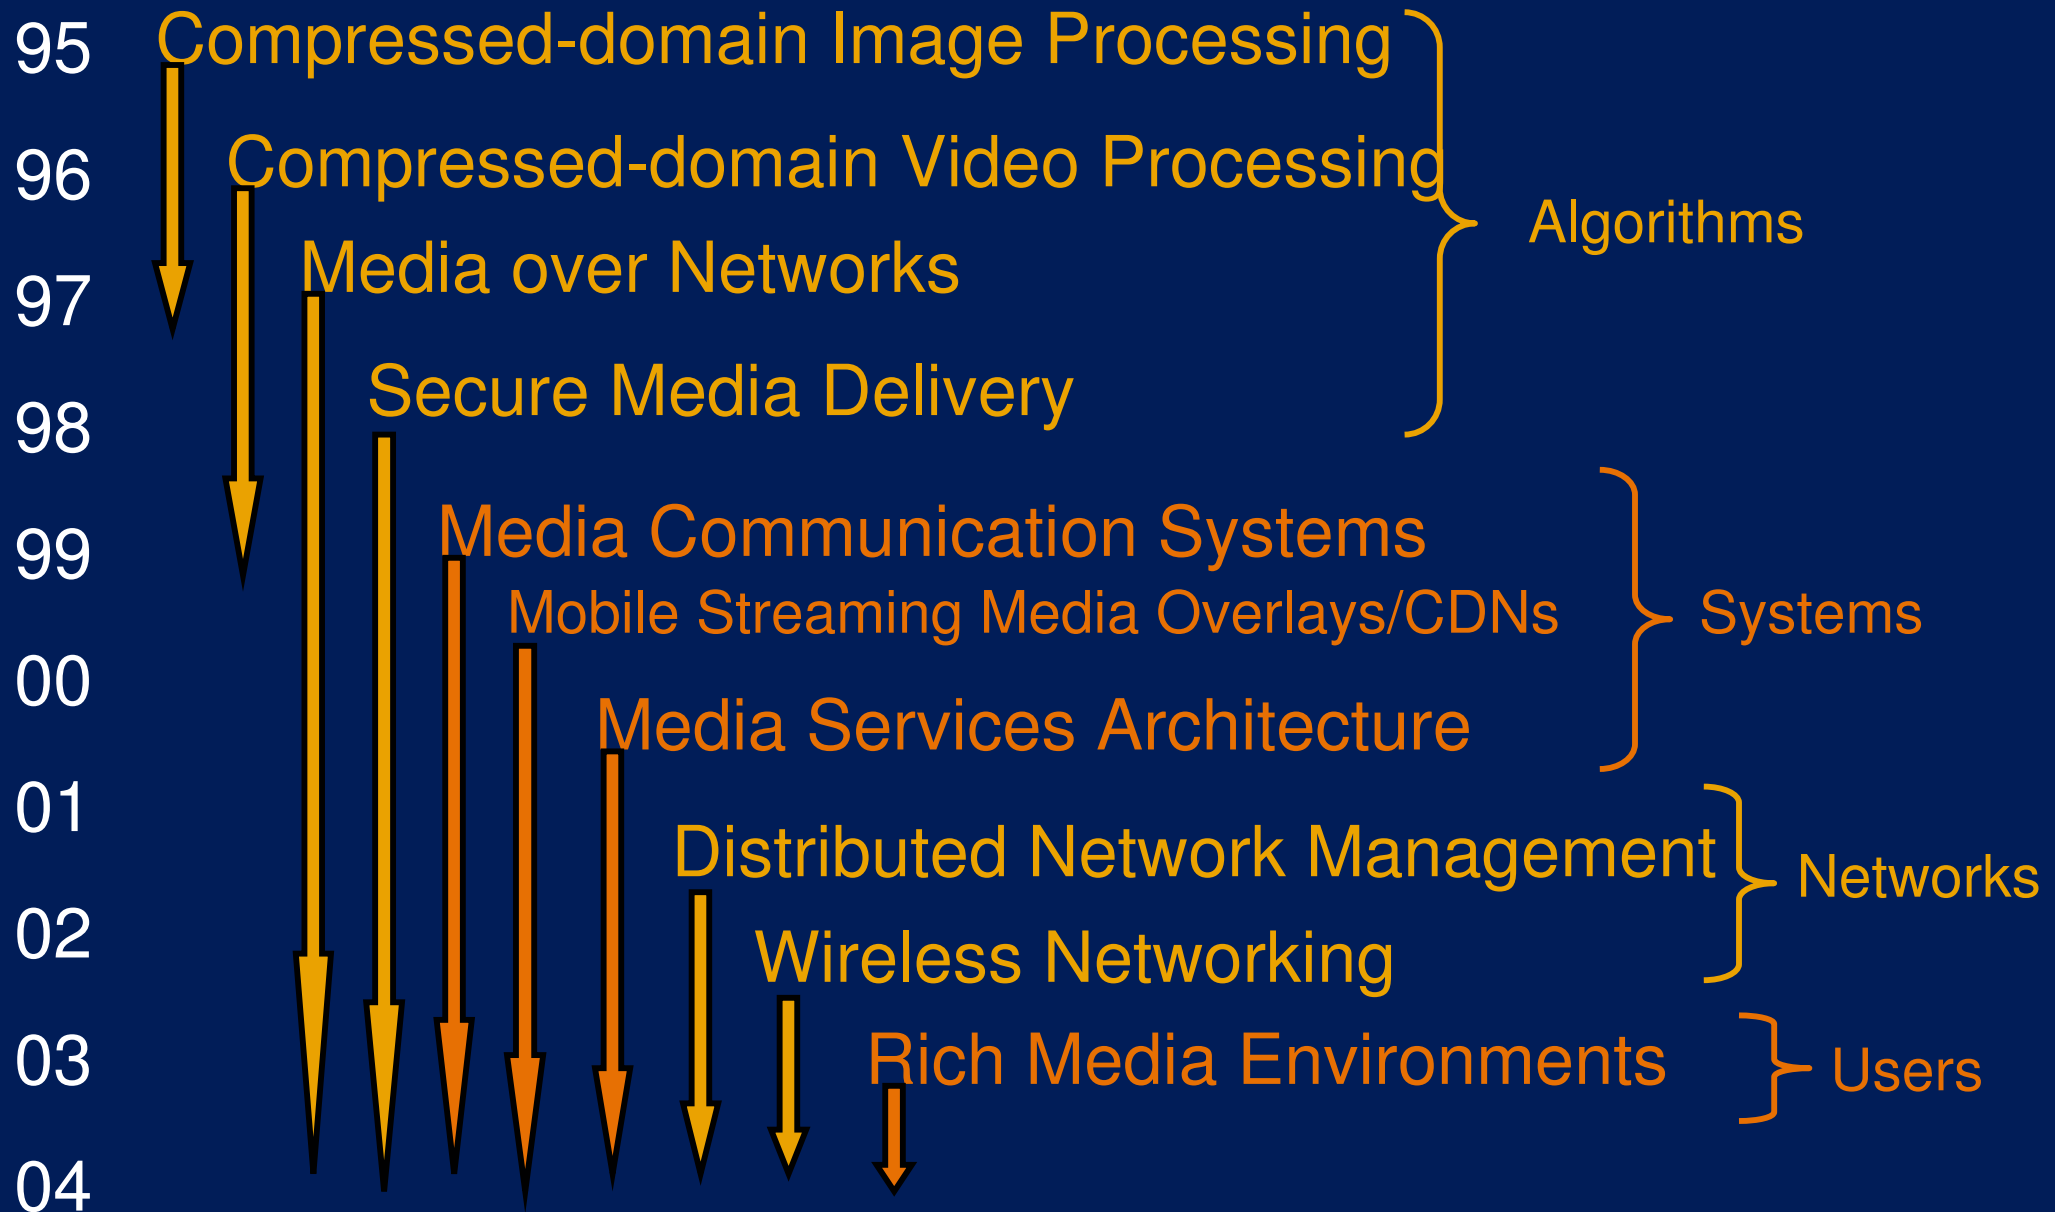 95 Compressed-domain Image Processing
96 Compressed-domain Video Processing
Algorithms
97 Media over Networks
98 Secure Media Delivery
99 Media Communication Systems
Mobile Streaming Media Overlays/CDNs
Systems
00 Media Services Architecture
01 Distributed Network Management
Networks
02 Wireless Networking
03 Rich Media Environments
Users
04